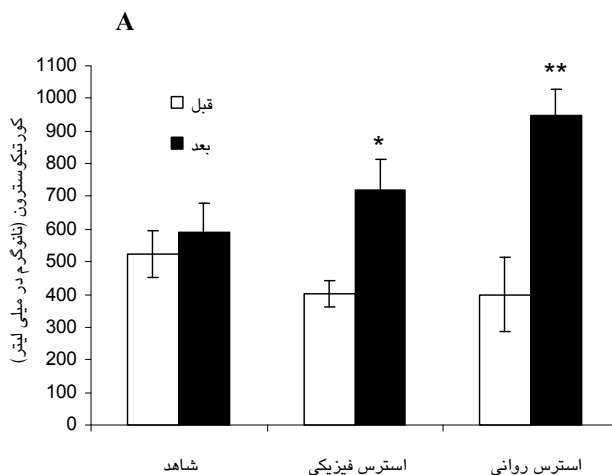 A
1100
1000
900
800
700
600
500
400
300
200
100
0
کورتیکوسترون (نانوگرم در میلی لیتر)
قبل
بعد
*
**
شاهد
استرس فیزیکی
استرس روانی